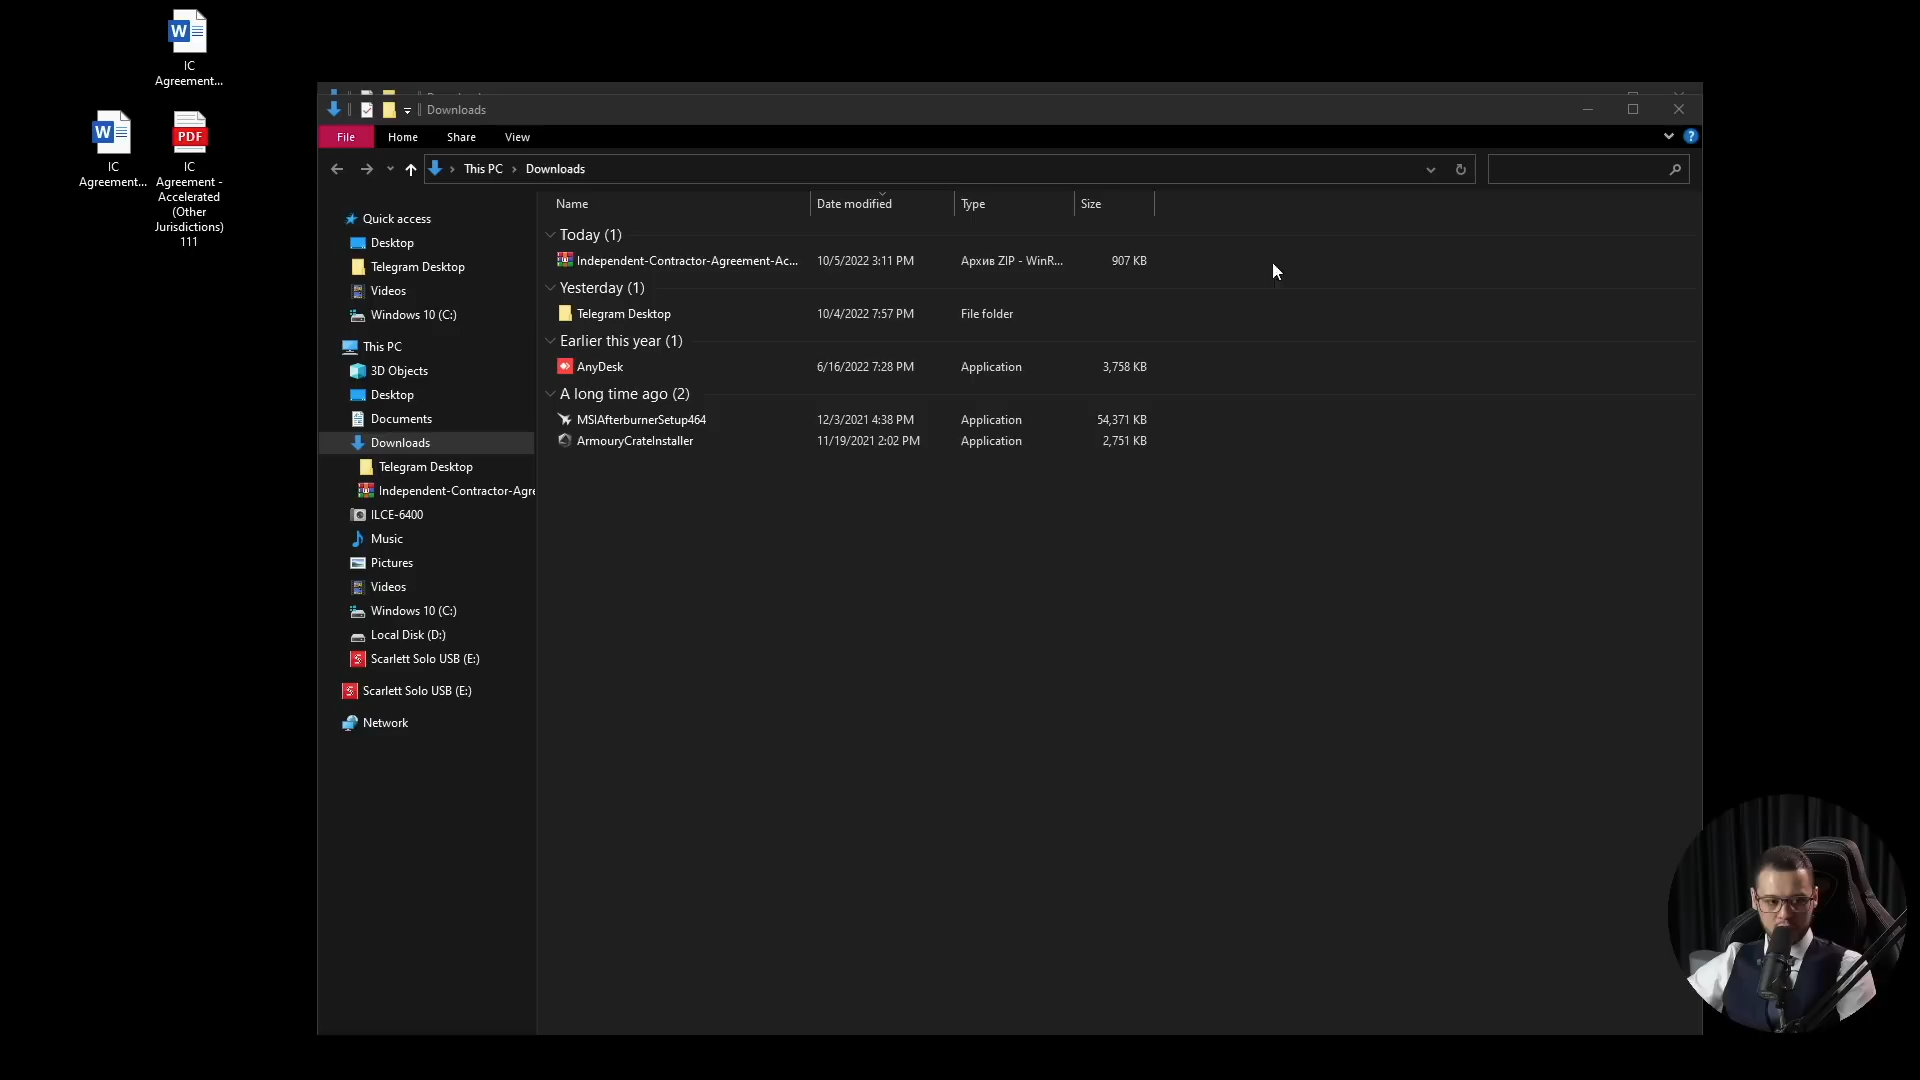 IC
Agreement...
IC
Agreement...
PDF
IC
Agreement -
Accelerated
(Other
Jurisdictions)
111
Downloads
File Home Share View
This PC Downloads
Quick access
Desktop
Telegram Desktop
Videos
Windows 10 (C:)
This PC
3D Objects
Desktop
Documents
Downloads
Telegram Desktop
Independent-Contractor-Agre
ILCE-6400
Music
Pictures
Videos
Windows 10 (C:)
Local Disk (D:)
Scarlett Solo USB (E:)
Scarlett Solo USB (E:)
Network
Name Date modified Type Size
Today (1)
Independent-Contractor-Agreement-Ac... 10/5/2022 3:11 PM Архив ZIP - WinR... 907 KB
Yesterday (1)
Telegram Desktop 10/4/2022 7:57 PM File folder
Earlier this year (1)
AnyDesk 6/16/2022 7:28 PM Application 3,758 KB
A long time ago (2)
MSIAfterburnerSetup464 12/3/2021 4:38 PM Application 54,371 KB
ArmouryCrateInstaller 11/19/2021 2:02 PM Application 2,751 KB